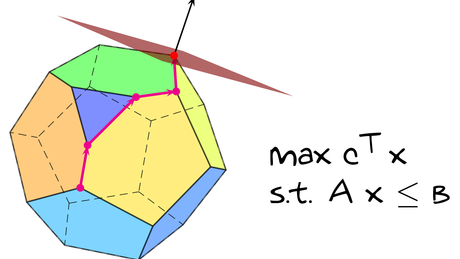 max c^T x
s.t. A x ≤ B